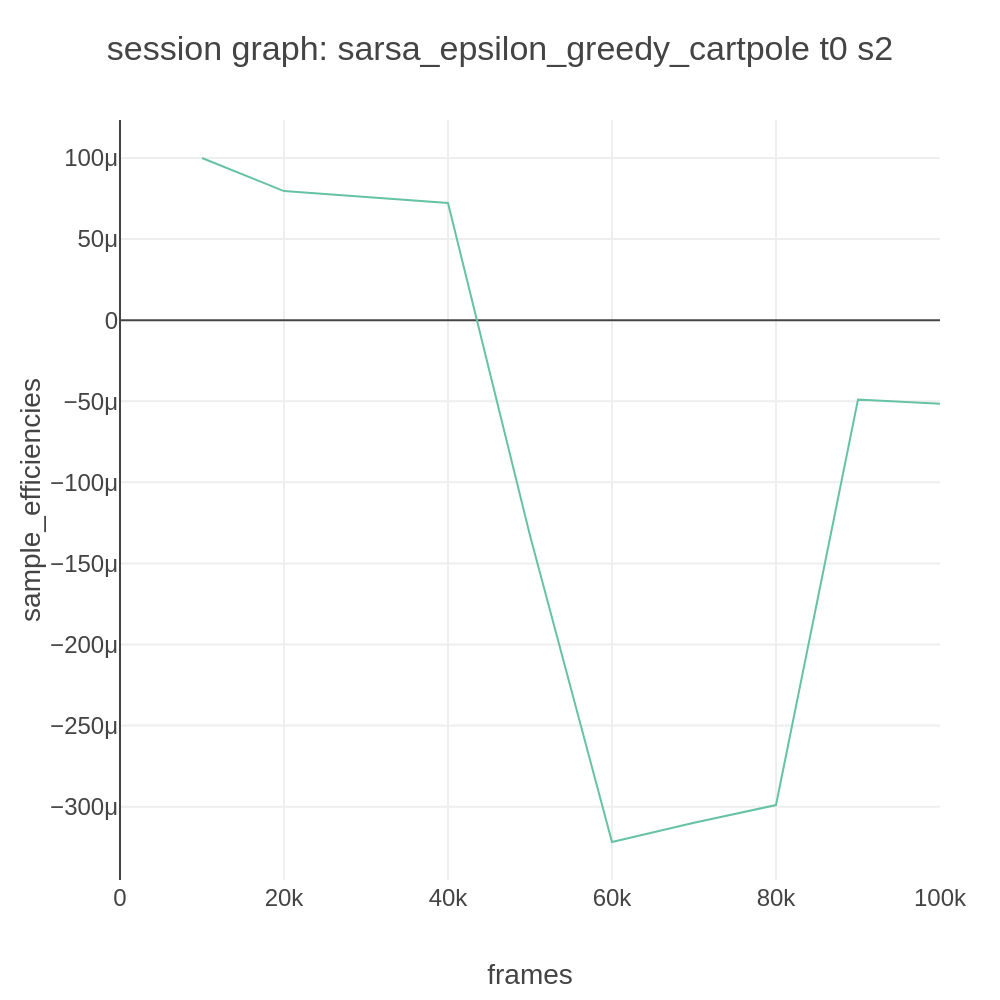 session graph: sarsa_epsilon_greedy_cartpole t0 s2
100μ
50μ
0
−50μ
−100μ
−150μ
−200μ
−250μ
−300μ
sample_efficiencies
0 20k 40k 60k 80k 100k
frames